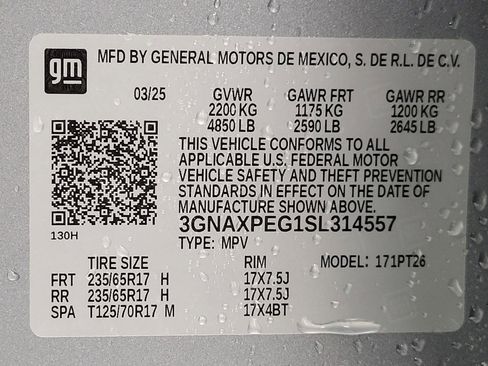 gm
MFD BY GENERAL MOTORS DE MEXICO, S. DE R.L. DE C.V.
03/25 GVWR GAWR FRT GAWR RR
2200 KG 1175 KG 1200 KG
4850 LB 2590 LB 2645 LB
THIS VEHICLE CONFORMS TO ALL
APPLICABLE U.S. FEDERAL MOTOR
VEHICLE SAFETY AND THEFT PREVENTION
STANDARDS IN EFFECT ON THE DATE OF
MANUFACTURE SHOWN ABOVE.
3GNAXPEG1SL314557
130H
TYPE: MPV
TIRE SIZE RIM MODEL: 171PT26
FRT 235/65R17 H 17X7.5J
RR 235/65R17 H 17X7.5J
SPA T125/70R17 M 17X4BT